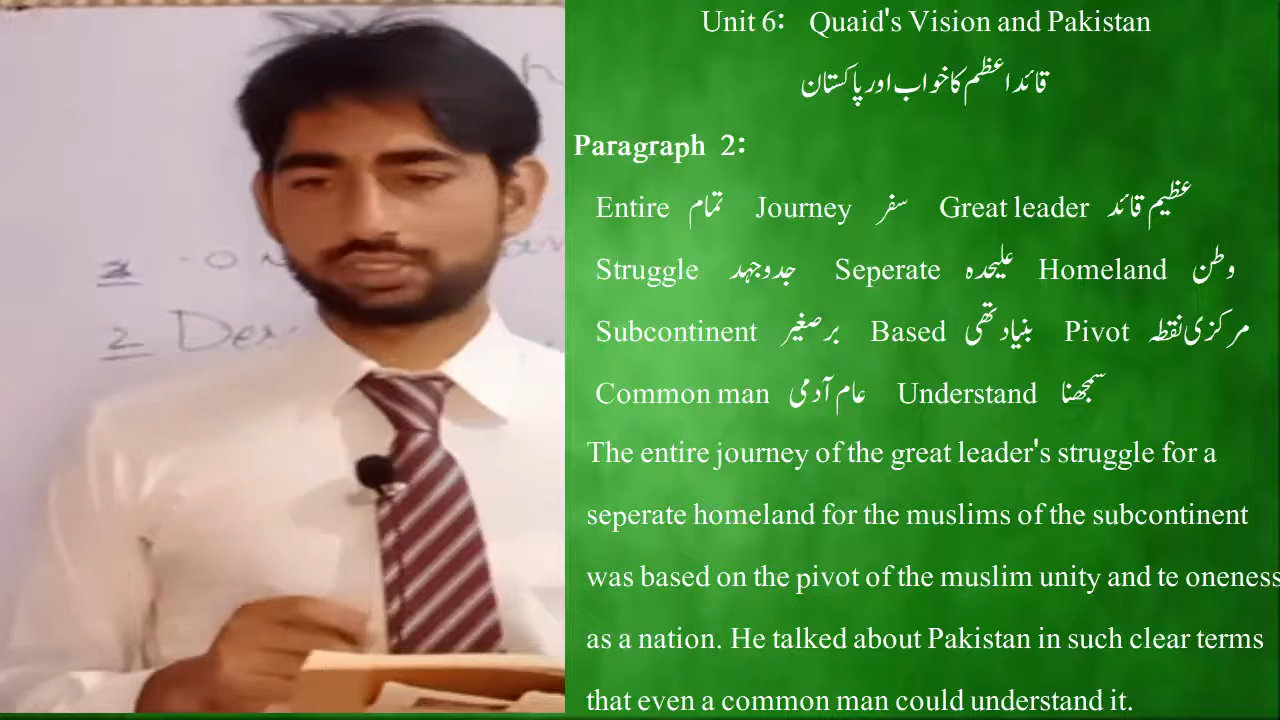 Unit 6: Quaid's Vision and Pakistan
قائداعظم کا خواب اور پاکستان
Paragraph 2:
Entire تمام Journey سفر Great leader عظیم قائد
Struggle جدوجہد Seperate علیحدہ Homeland وطن
Subcontinent برصغیر Based بنیاد تھی Pivot مرکزی نقطہ
Common man عام آدمی Understand سمجھنا
The entire journey of the great leader's struggle for a
seperate homeland for the muslims of the subcontinent
was based on the pivot of the muslim unity and te oneness
as a nation. He talked about Pakistan in such clear terms
that even a common man could understand it.
2